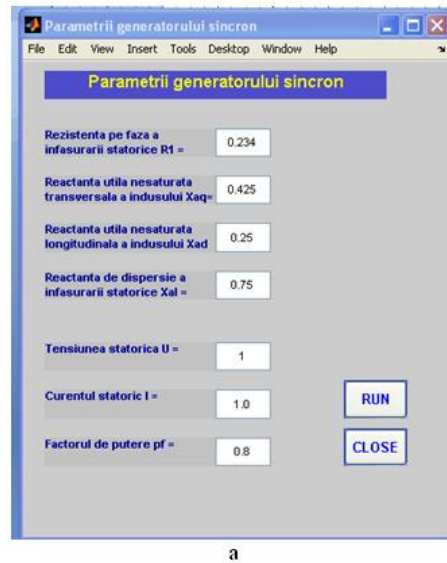 Parametrii generatorului sincron
File Edit View Insert Tools Desktop Window Help
Parametrii generatorului sincron
Rezistenta pe faza a
infasurarii statorice R1 =
0.234
Reactanta utila nesaturata
transversala a indusului Xaq=
0.425
Reactanta utila nesaturata
longitudinala a indusului Xad
0.25
Reactanta de dispersie a
infasurarii statorice Xal =
0.75
Tensiunea statorica U =
1
Curentul statoric I =
1.0
RUN
Factorul de putere pf =
0.8
CLOSE
a